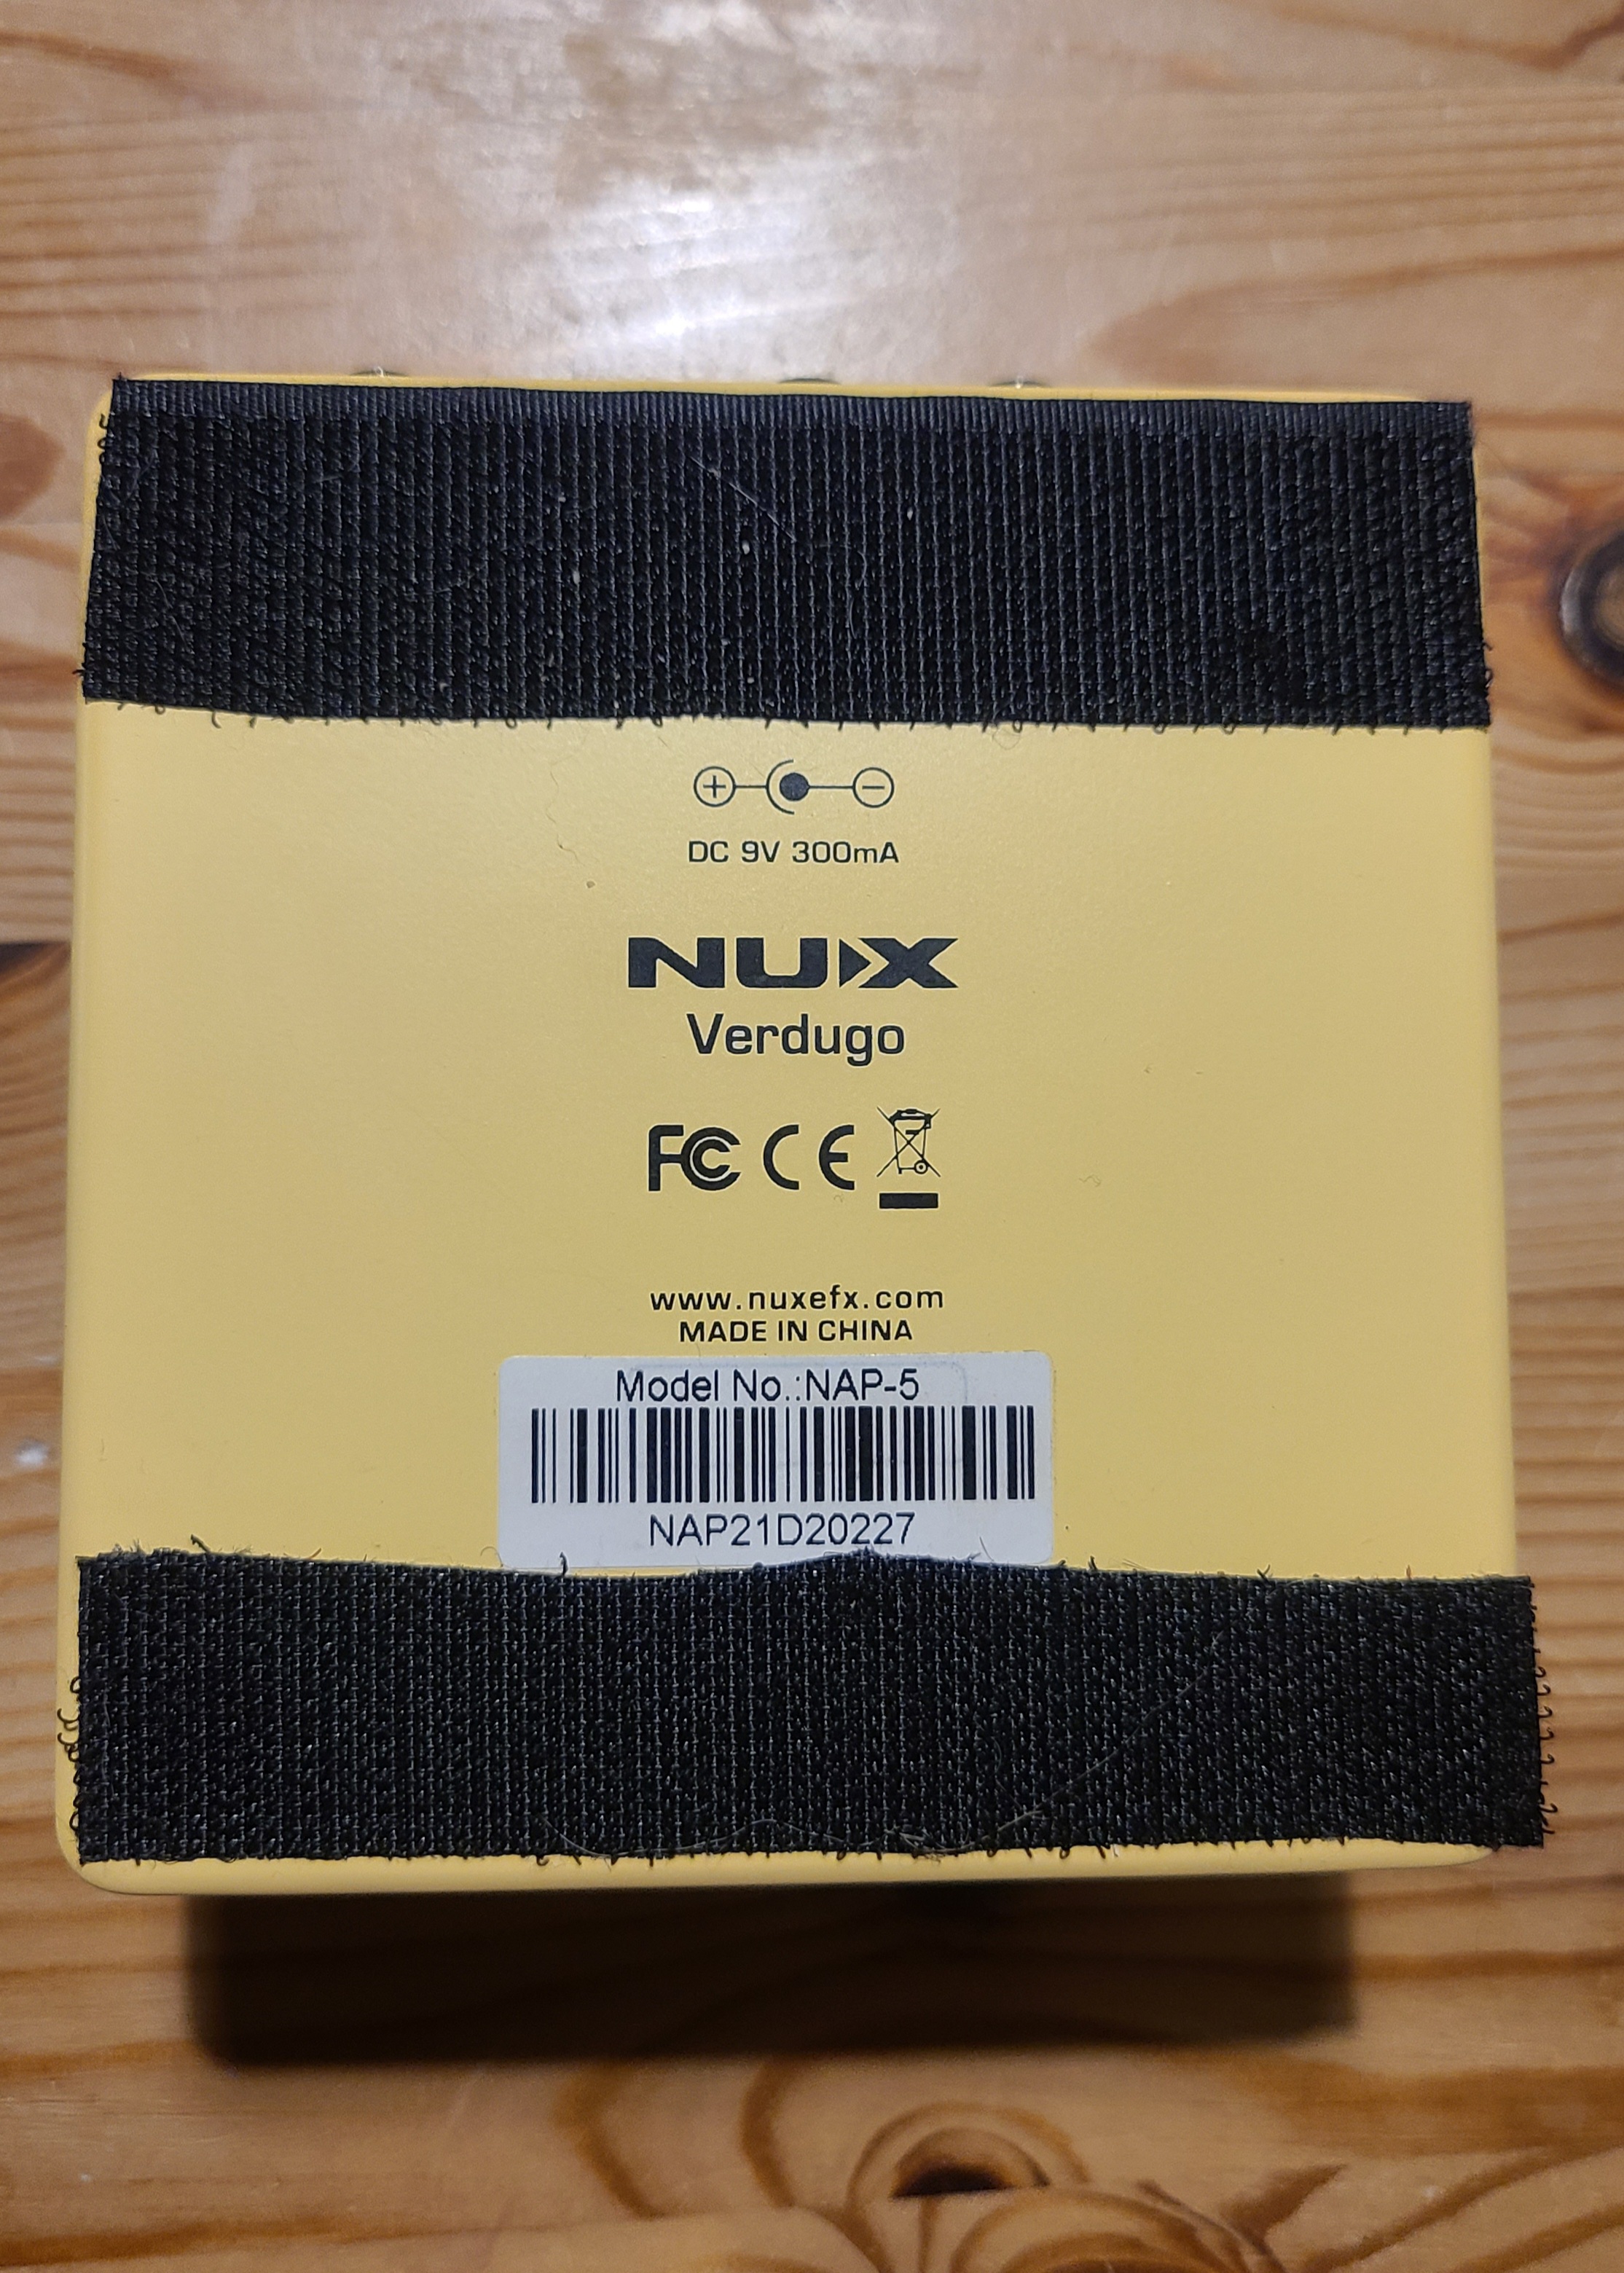 DC 9V 300mA
NUX
Verdugo
FC CE
www.nuxefx.com
MADE IN CHINA
Model No.:NAP-5
NAP21D20227